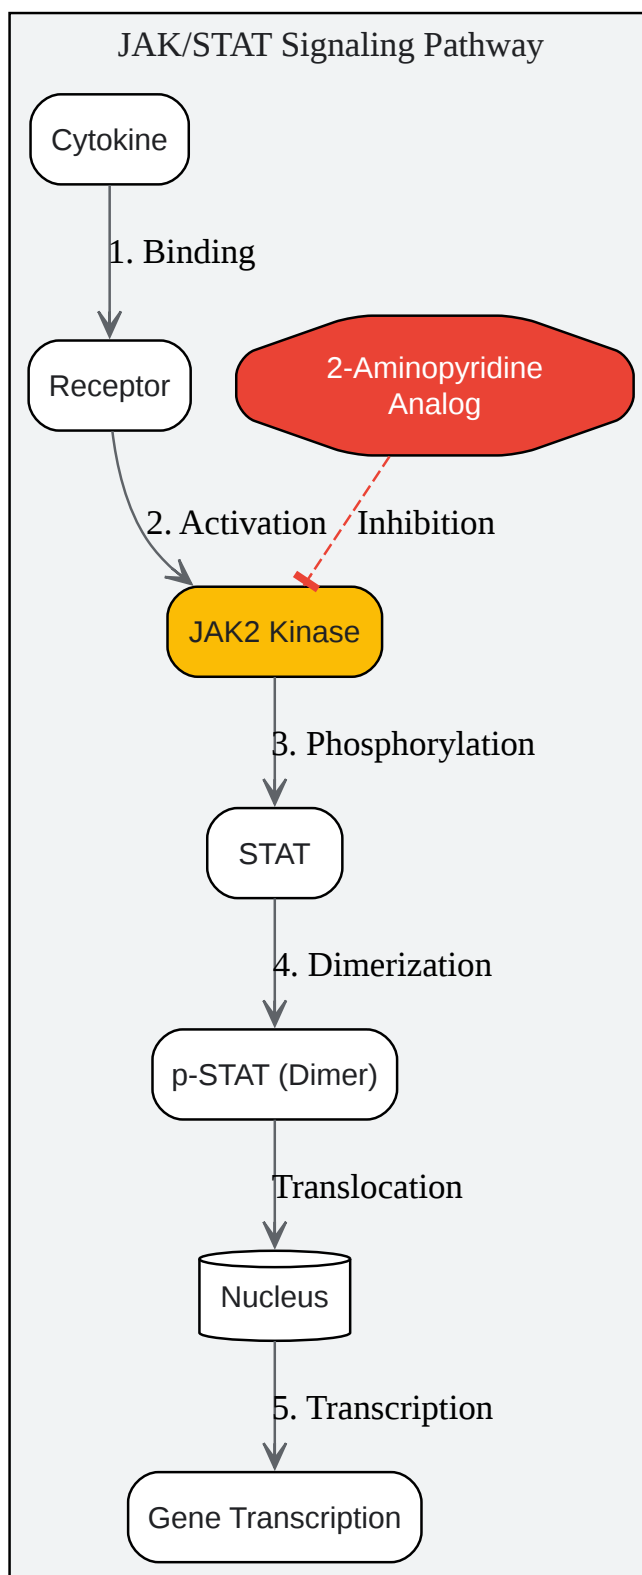 JAK/STAT Signaling Pathway
Cytokine
1. Binding
Receptor
2-Aminopyridine
Analog
2. Activation
Inhibition
JAK2 Kinase
3. Phosphorylation
STAT
4. Dimerization
p-STAT (Dimer)
Translocation
Nucleus
5. Transcription
Gene Transcription